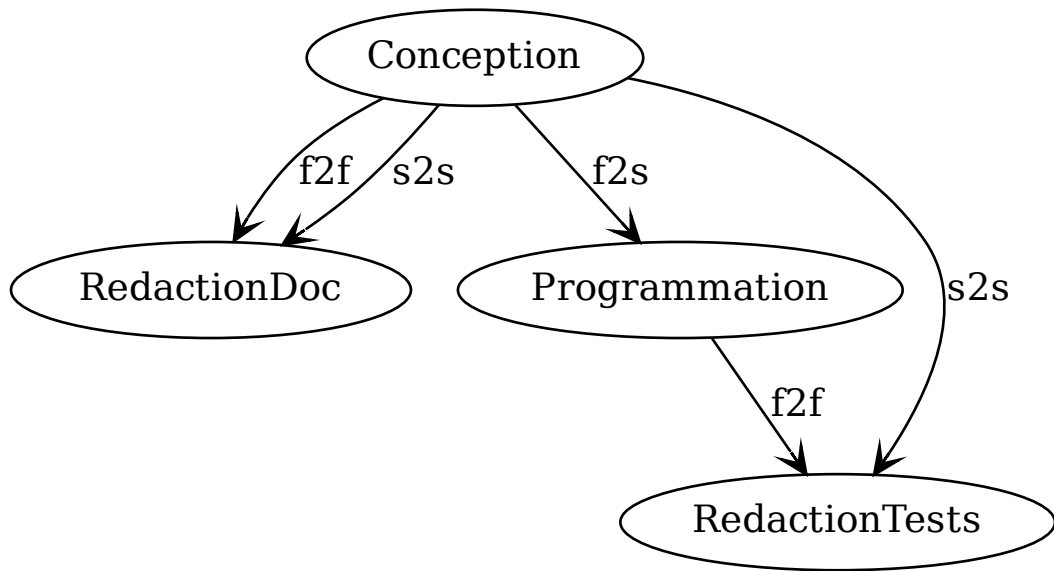 Conception
f2f
s2s
f2s
RedactionDoc
Programmation
s2s
f2f
RedactionTests